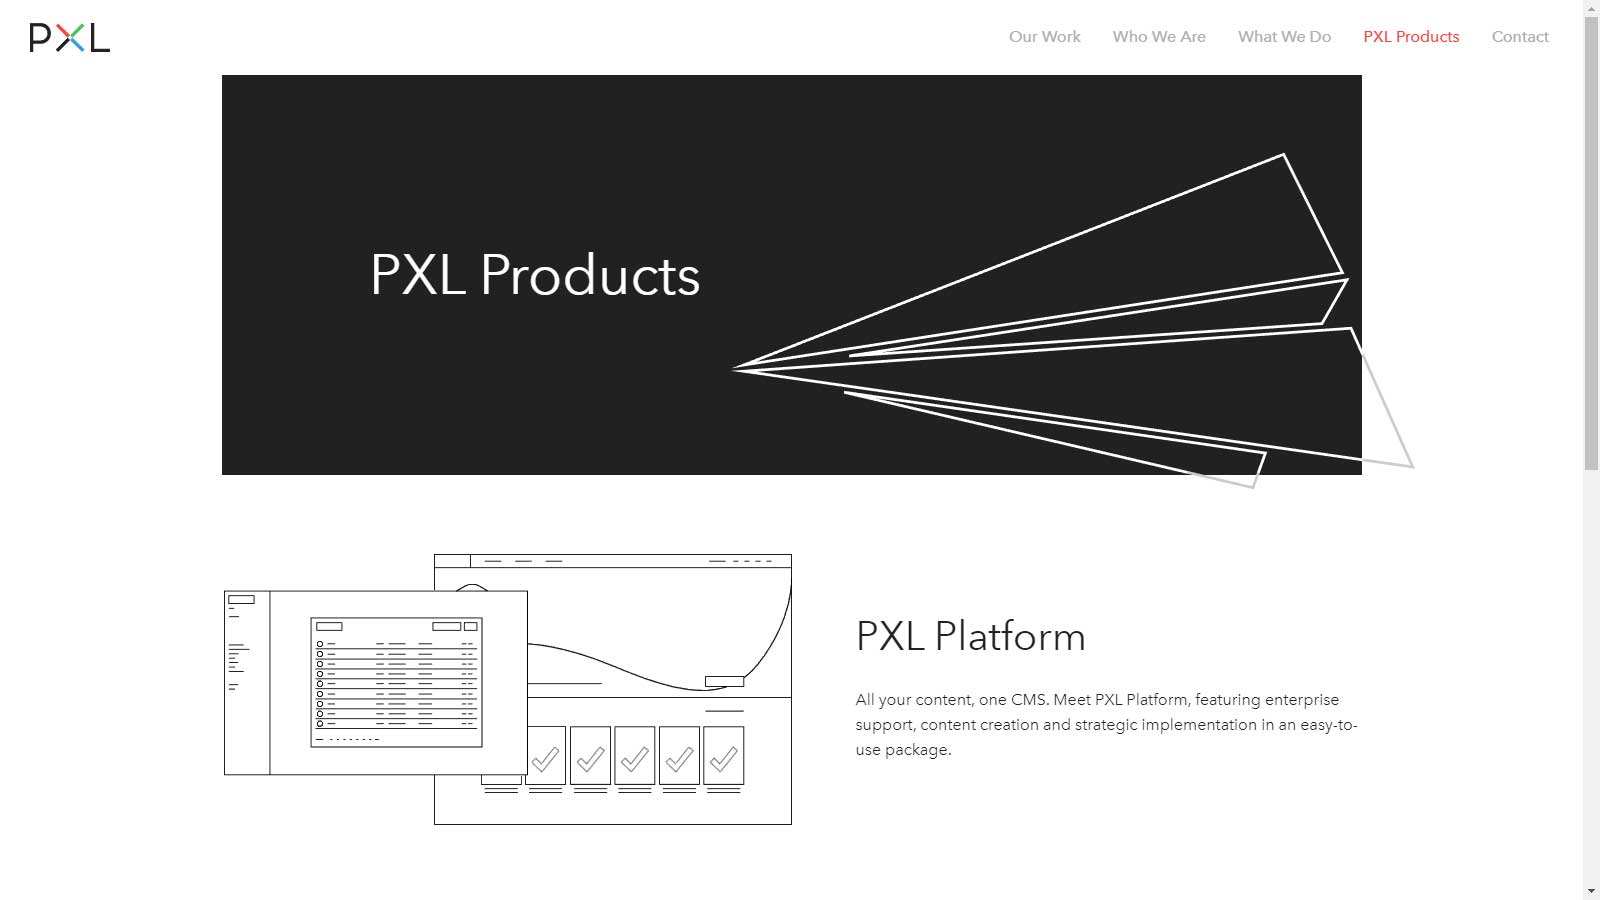 PXL
Our Work
Who We Are
What We Do
PXL Products
Contact
PXL Products
PXL Platform
All your content, one CMS. Meet PXL Platform, featuring enterprise
support, content creation and strategic implementation in an easy-to-
use package.